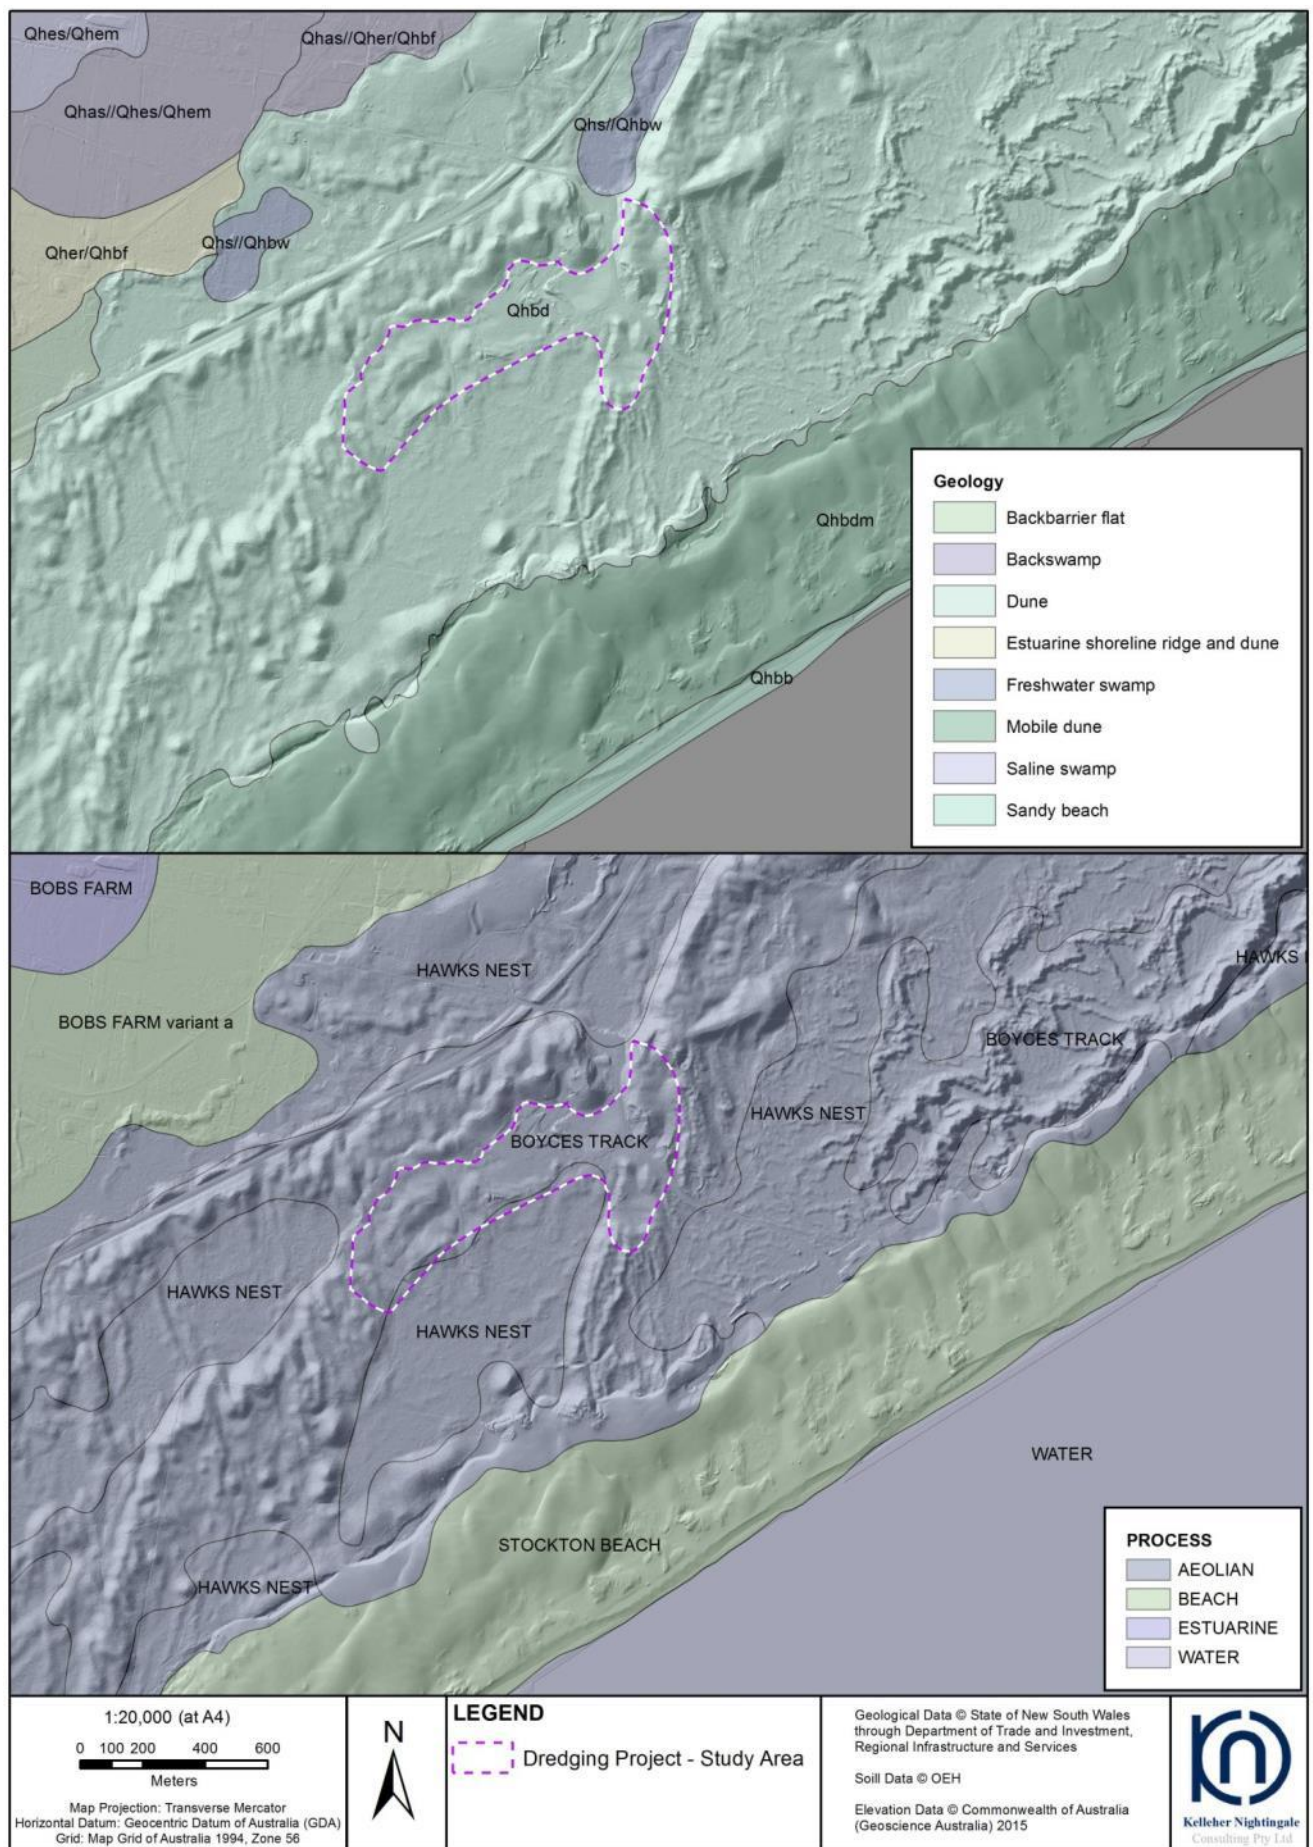 Qhes/Qhem
Qhas//Qher/Qhbf
Qhas//Qhes/Qhem
Qhs//Qhbw
Qhs//Qhbw
Qher/Qhbf
Qhbd
Qhbdm
Qhbb
Geology
Backbarrier flat
Backswamp
Dune
Estuarine shoreline ridge and dune
Freshwater swamp
Mobile dune
Saline swamp
Sandy beach
BOBS FARM
HAWKS NEST
HAWKS N
BOBS FARM variant a
BOYCES TRACK
HAWKS NEST
BOYCES TRACK
HAWKS NEST
HAWKS NEST
WATER
STOCKTON BEACH
HAWKS NEST
PROCESS
AEOLIAN
BEACH
ESTUARINE
WATER
1:20,000 (at A4)
0 100 200 400 600
Meters
Map Projection: Transverse Mercator
Horizontal Datum: Geocentric Datum of Australia (GDA)
Grid: Map Grid of Australia 1994, Zone 56
N
LEGEND
Dredging Project - Study Area
Geological Data © State of New South Wales
through Department of Trade and Investment,
Regional Infrastructure and Services
Soill Data © OEH
Elevation Data © Commonwealth of Australia
(Geoscience Australia) 2015
Kelleher Nightingale
Consulting Pty Ltd